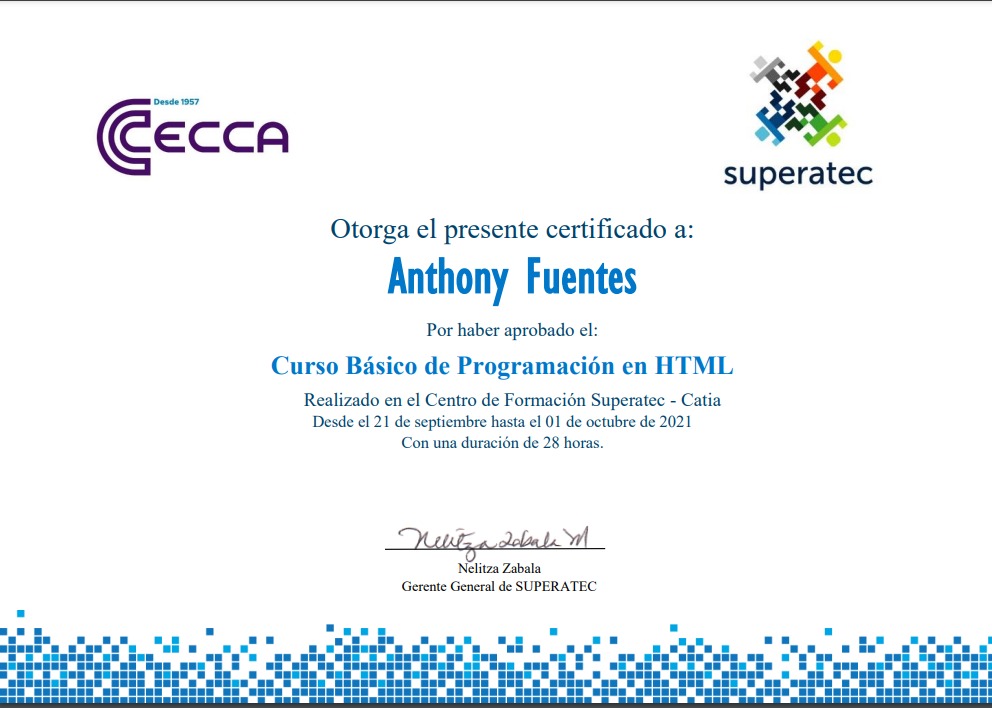 Desde 1957
CECCA
superatec
Otorga el presente certificado a:
Anthony Fuentes
Por haber aprobado el:
Curso Básico de Programación en HTML
Realizado en el Centro de Formación Superatec - Catia
Desde el 21 de septiembre hasta el 01 de octubre de 2021
Con una duración de 28 horas.
Nelitza Zabala M
Nelitza Zabala
Gerente General de SUPERATEC